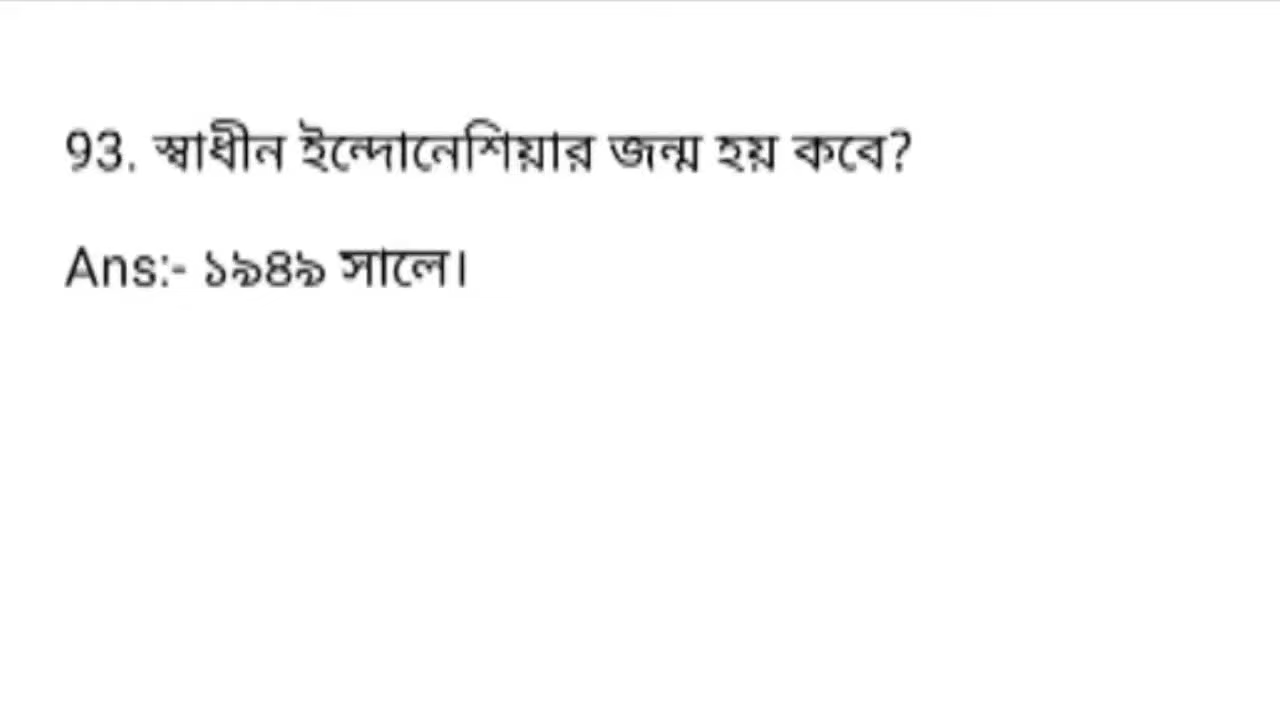 93. স্বাধীন ইন্দোনেশিয়ার জন্ম হয় কবে?
Ans:- ১৯৪৯ সালে।